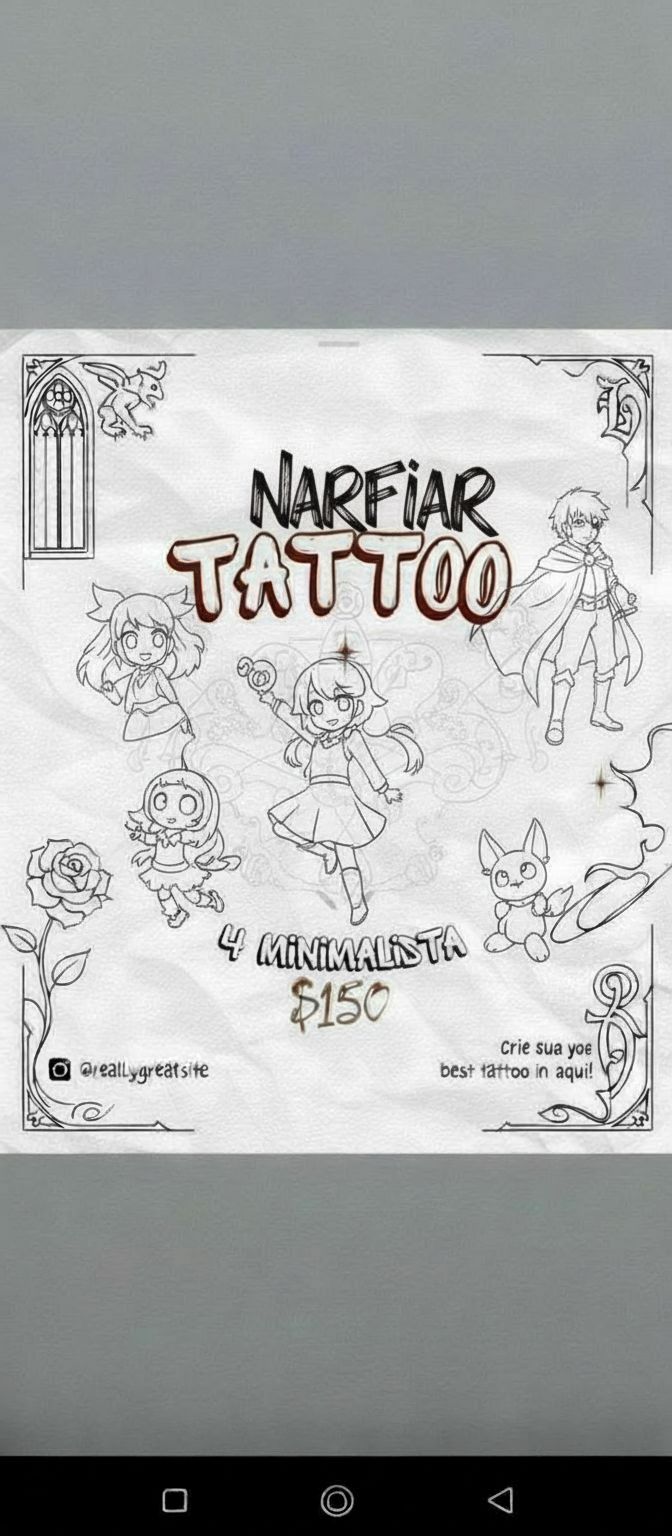 NARFiAR
TATTOO
4 MiNiMALiSTA
$150
@reallygreatsite
Crie sua yoe
best tattoo in aqui!